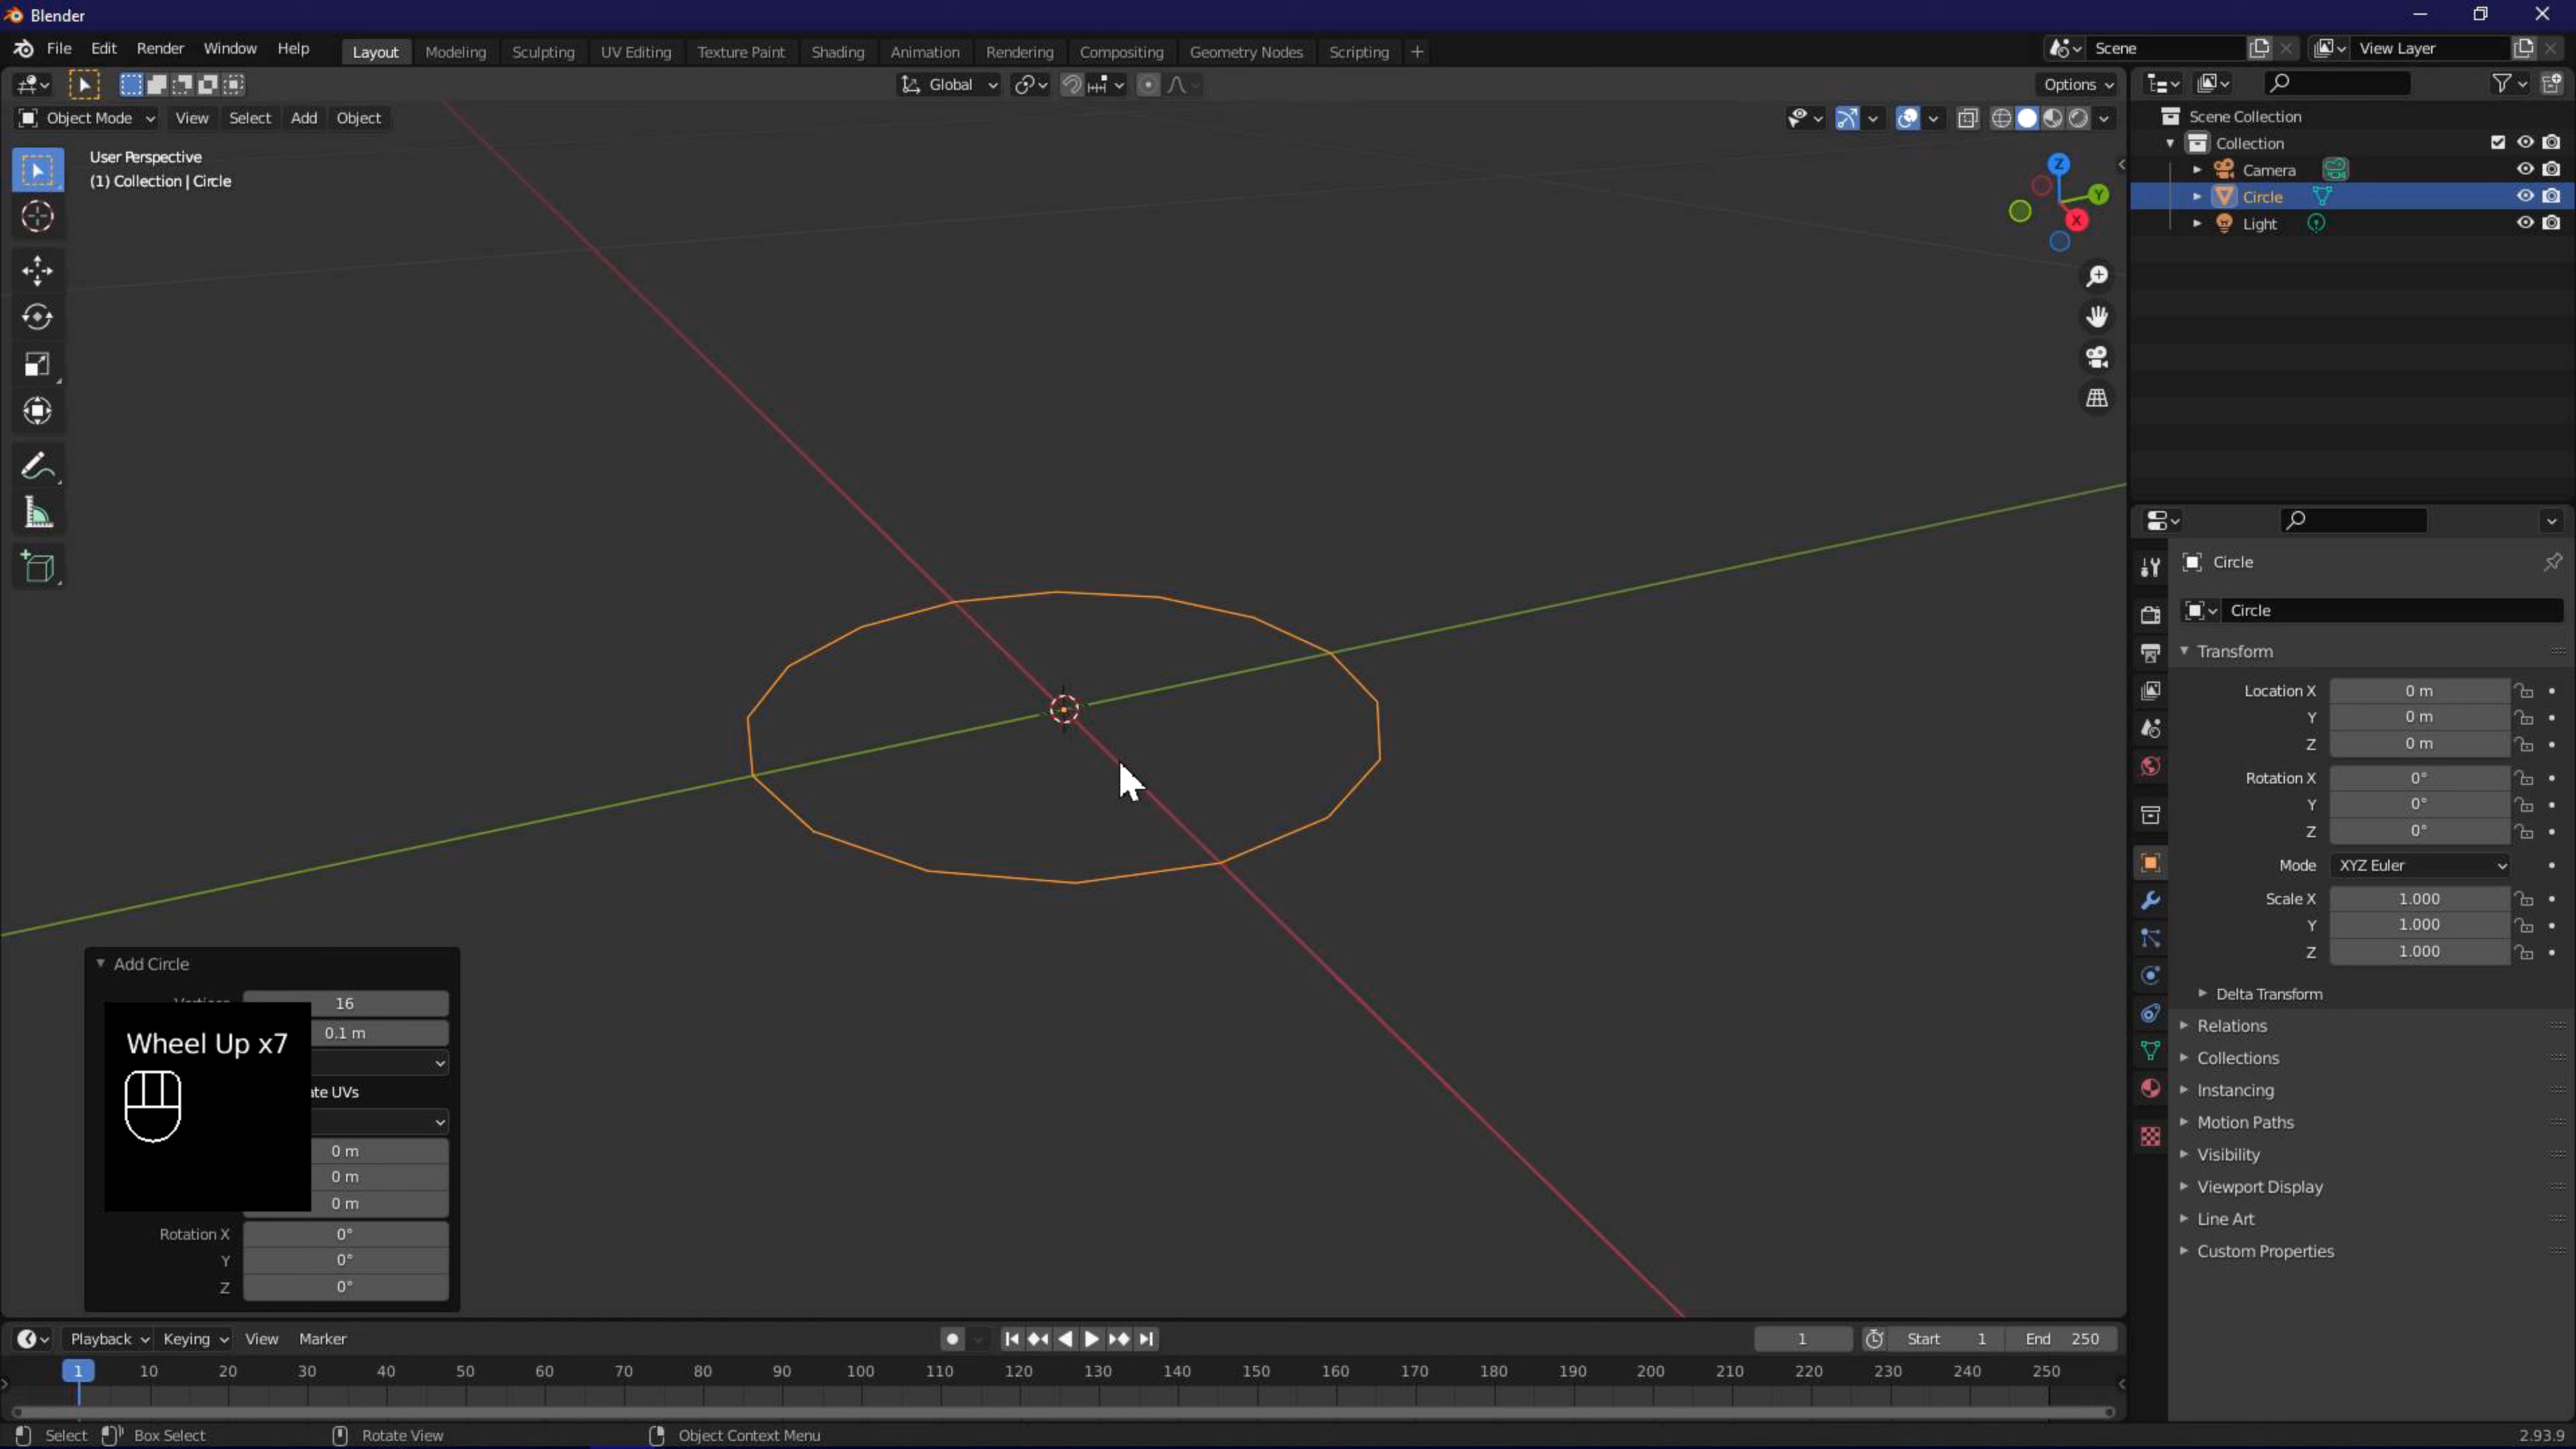 Blender
File Edit Render Window Help Layout Modeling Sculpting UV Editing Texture Paint Shading Animation Rendering Compositing Geometry Nodes Scripting + Scene View Layer
Global Options
Object Mode View Select Add Object
User Perspective
(1) Collection | Circle
Z
Y
X
Scene Collection
Collection
Camera
Circle
Light
Circle
Circle
Transform
Location X 0 m
Y 0 m
Z 0 m
Rotation X 0°
Y 0°
Z 0°
Mode XYZ Euler
Scale X 1.000
Y 1.000
Z 1.000
Delta Transform
Relations
Collections
Instancing
Motion Paths
Visibility
Viewport Display
Line Art
Custom Properties
Add Circle
16
0.1 m
Wheel Up x7
ate UVs
0 m
0 m
0 m
Rotation X 0°
Y 0°
Z 0°
Playback Keying View Marker 1 Start 1 End 250
1 10 20 30 40 50 60 70 80 90 100 110 120 130 140 150 160 170 180 190 200 210 220 230 240 250
Select Box Select Rotate View Object Context Menu 2.93.9